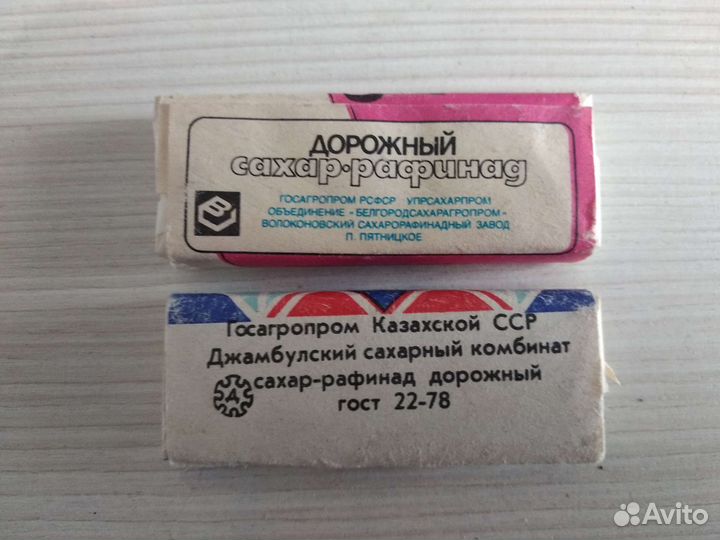 ДОРОЖНЫЙ
сахар·рафинад
ГОСАГРОПРОМ РСФСР УПРСАХАРПРОМ
ОБЪЕДИНЕНИЕ - БЕЛГОРОДСАХАРАГРОПРОМ -
ВОЛОКОНОВСКИЙ САХАРОРАФИНАДНЫЙ ЗАВОД
П. ПЯТНИЦКОЕ
Госагропром Казахской ССР
Джамбулский сахарный комбинат
Д сахар-рафинад дорожный
гост 22-78
Avito